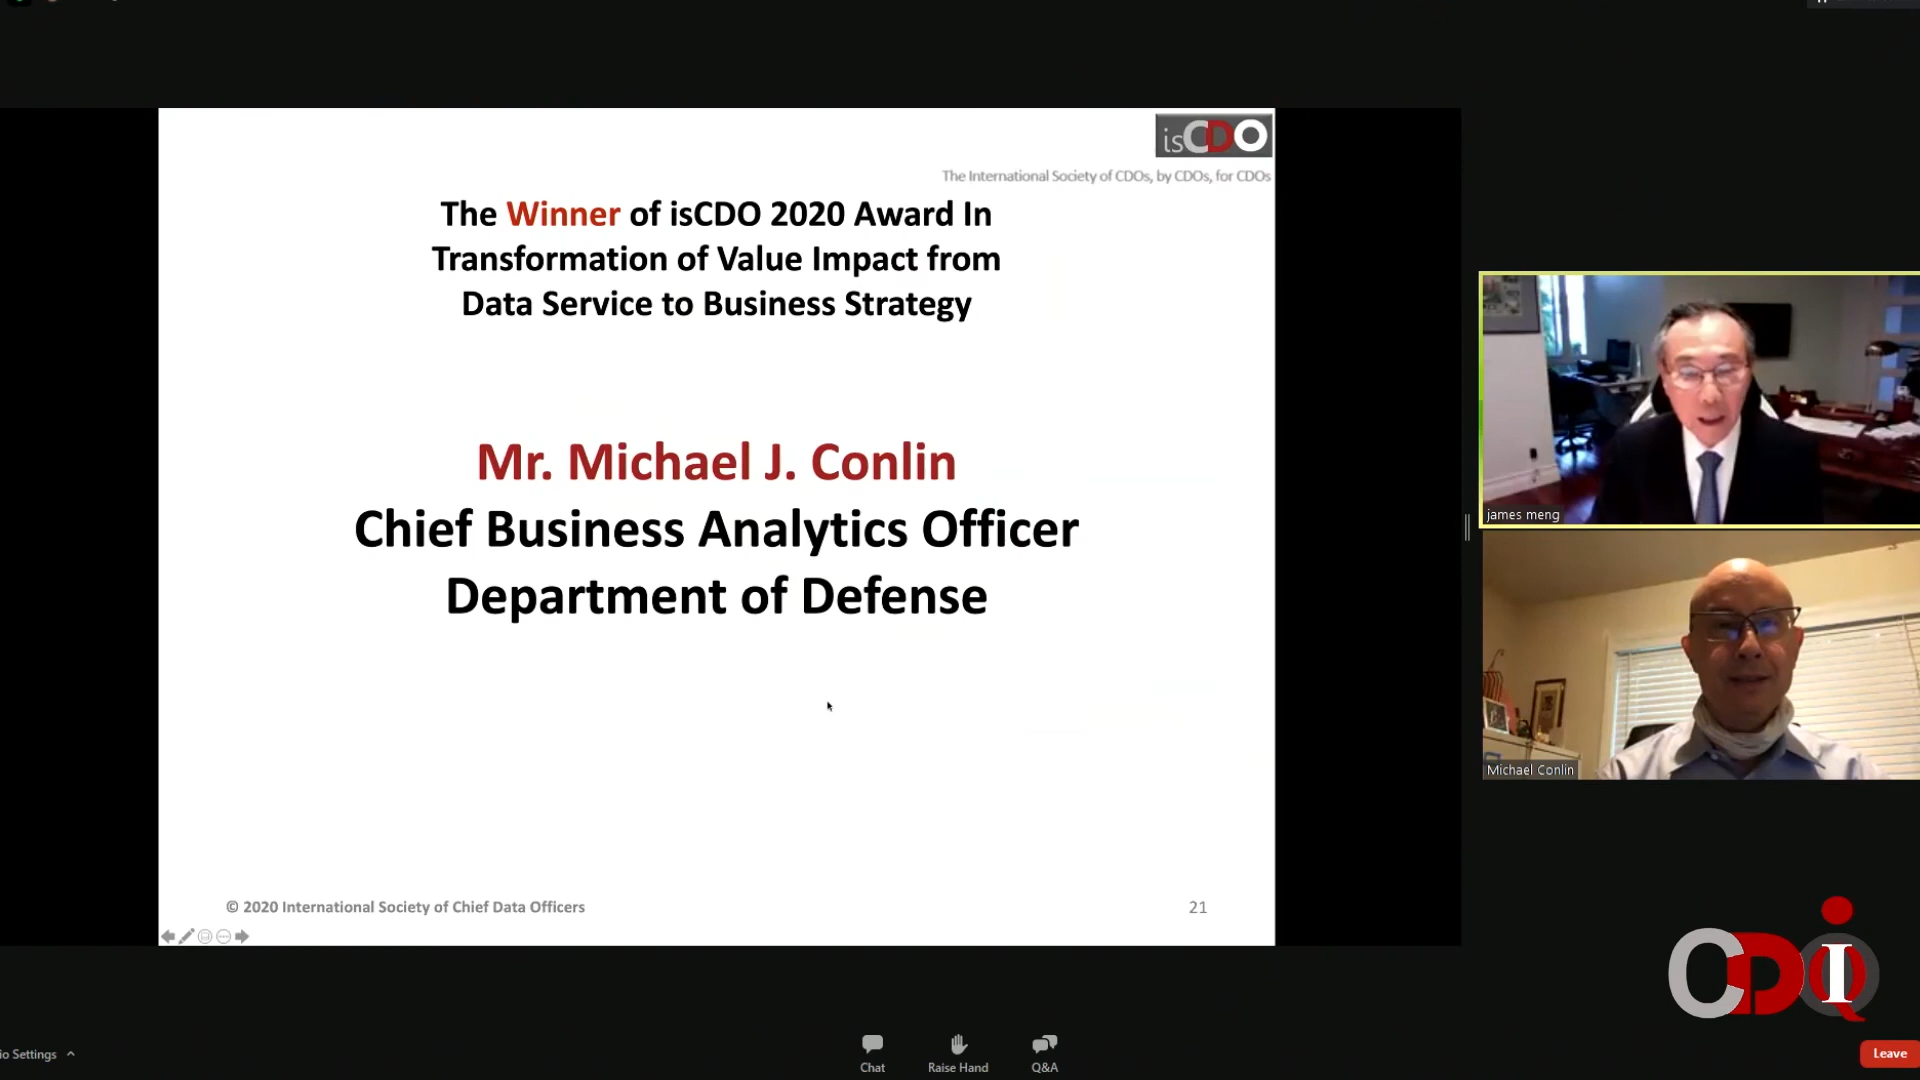 isCDO
The International Society of CDOs, by CDOs, for CDOs
The Winner of isCDO 2020 Award In
Transformation of Value Impact from
Data Service to Business Strategy
Mr. Michael J. Conlin
Chief Business Analytics Officer
Department of Defense
© 2020 International Society of Chief Data Officers
21
james meng
Michael Conlin
CDOIQ
io Settings
Chat
Raise Hand
Q&A
Leave